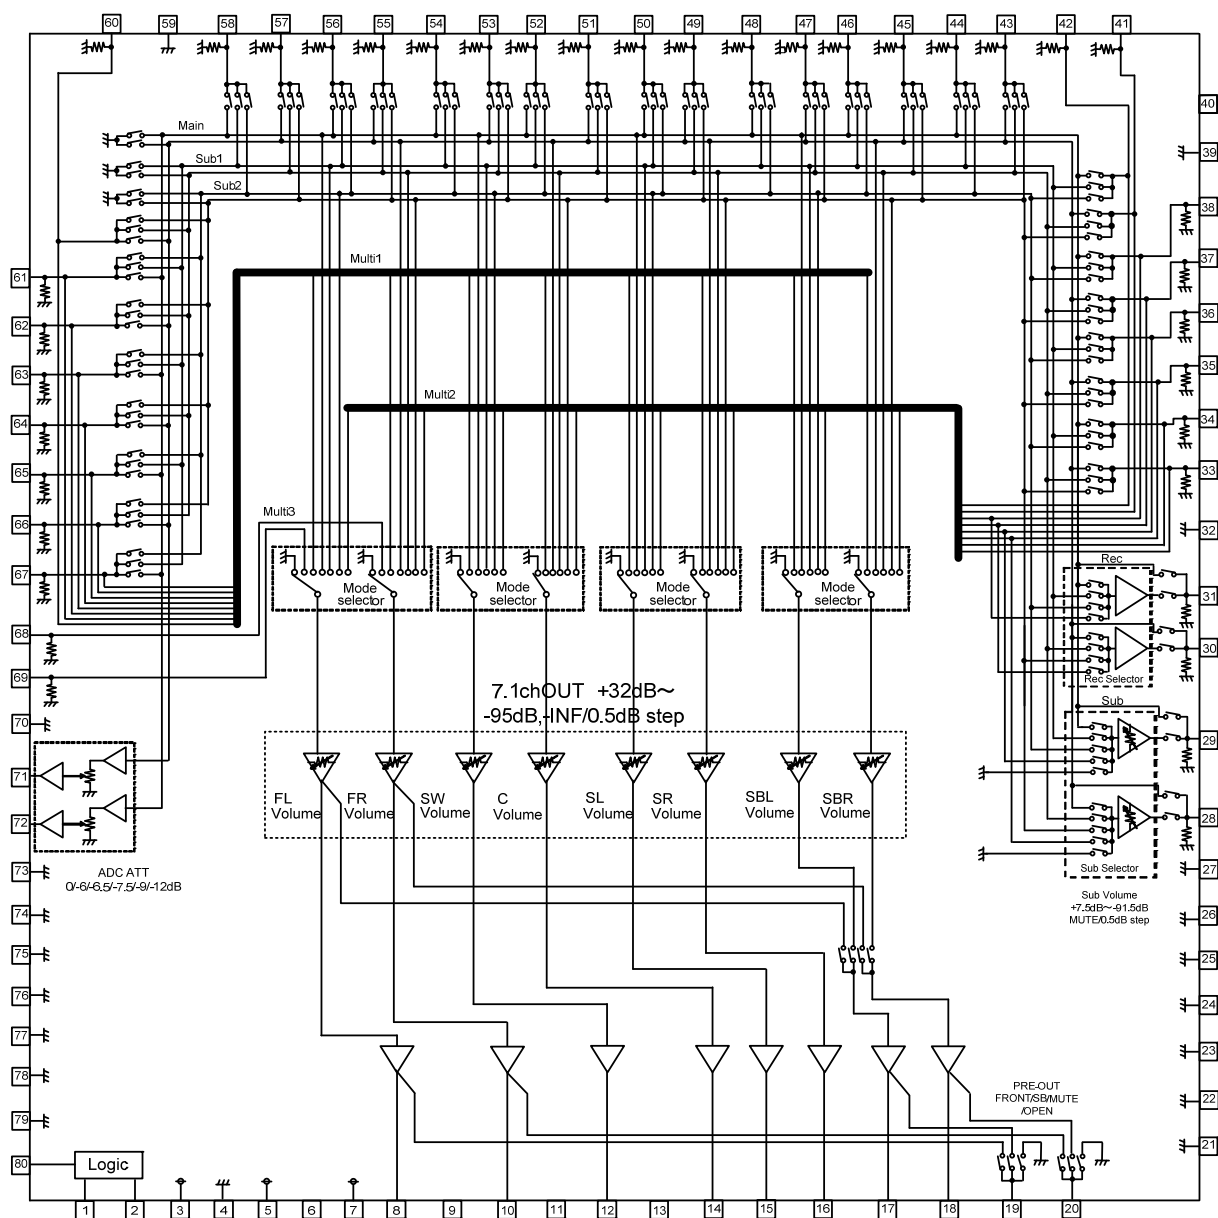 60 59 58 57 56 55 54 53 52 51 50 49 48 47 46 45 44 43 42 41
40
39
38
37
36
35
34
33
32
31
30
29
28
27
26
25
24
23
22
21
61
62
63
64
65
66
67
68
69
70
71
72
73
74
75
76
77
78
79
80
Main
Sub1
Sub2
Multi1
Multi2
Multi3
Mode
selector
Mode
selector
Mode
selector
Mode
selector
Rec
Rec Selector
Sub
Sub Selector
Sub Volume
+7.5dB～-91.5dB
MUTE/0.5dB step
7.1chOUT +32dB～
-95dB,-INF/0.5dB step
FL
Volume
FR
Volume
SW
Volume
C
Volume
SL
Volume
SR
Volume
SBL
Volume
SBR
Volume
ADC ATT
0/-6/-6.5/-7.5/-9/-12dB
PRE-OUT
FRONT/SB/MUTE
/OPEN
Logic
1 2 3 4 5 6 7 8 9 10 11 12 13 14 15 16 17 18 19 20